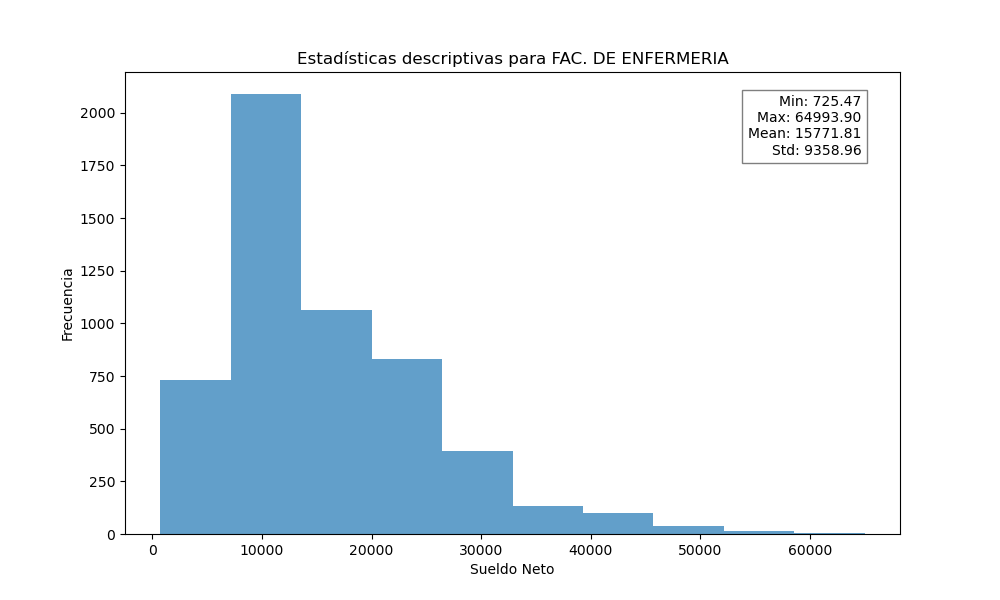 Estadísticas descriptivas para FAC. DE ENFERMERIA
Min: 725.47
Max: 64993.90
Mean: 15771.81
Std: 9358.96
Frecuencia
2000
1750
1500
1250
1000
750
500
250
0
0 10000 20000 30000 40000 50000 60000
Sueldo Neto